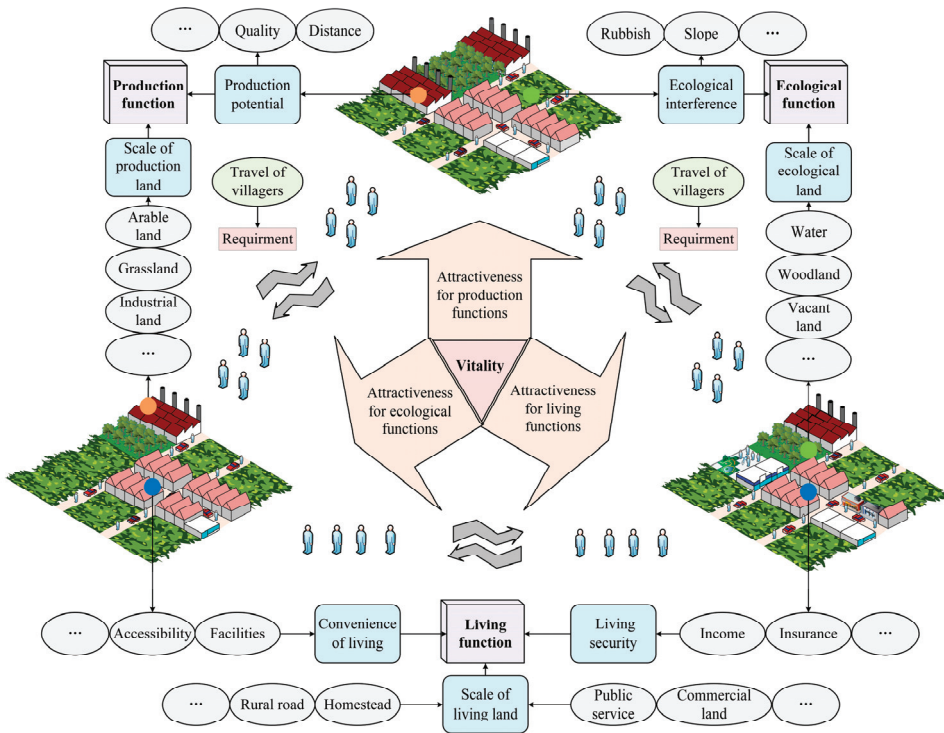 ... Quality Distance
Rubbish Slope ...
Production
function
Production
potential
Ecological
interference
Ecological
function
Scale of
production
land
Travel of
villagers
Requirment
Travel of
villagers
Requirment
Scale of
ecological
land
Arable
land
Grassland
Industrial
land
...
Water
Woodland
Vacant
land
...
Attractiveness
for production
functions
Vitality
Attractiveness
for ecological
functions
Attractiveness
for living
functions
... Accessibility Facilities
Convenience
of living
Living
function
Living
security
Income Insurance ...
... Rural road Homestead
Scale of
living land
Public
service
Commercial
land
...